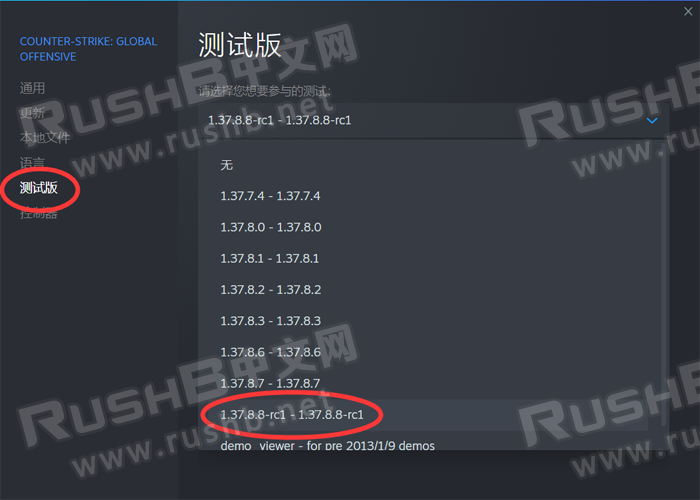 COUNTER-STRIKE: GLOBAL
OFFENSIVE
通用
更新
本地文件
语言
测试版
控制器
测试版
请选择您想要参与的测试：
1.37.8.8-rc1 - 1.37.8.8-rc1
无
1.37.7.4 - 1.37.7.4
1.37.8.0 - 1.37.8.0
1.37.8.1 - 1.37.8.1
1.37.8.2 - 1.37.8.2
1.37.8.3 - 1.37.8.3
1.37.8.6 - 1.37.8.6
1.37.8.7 - 1.37.8.7
1.37.8.8-rc1 - 1.37.8.8-rc1
demo_viewer - for pre 2013/1/9 demos
RushB中文网
www.rushb.net
RushB
www.rushb
RushB中文网
www.rushb.net
RushB
www.rushb